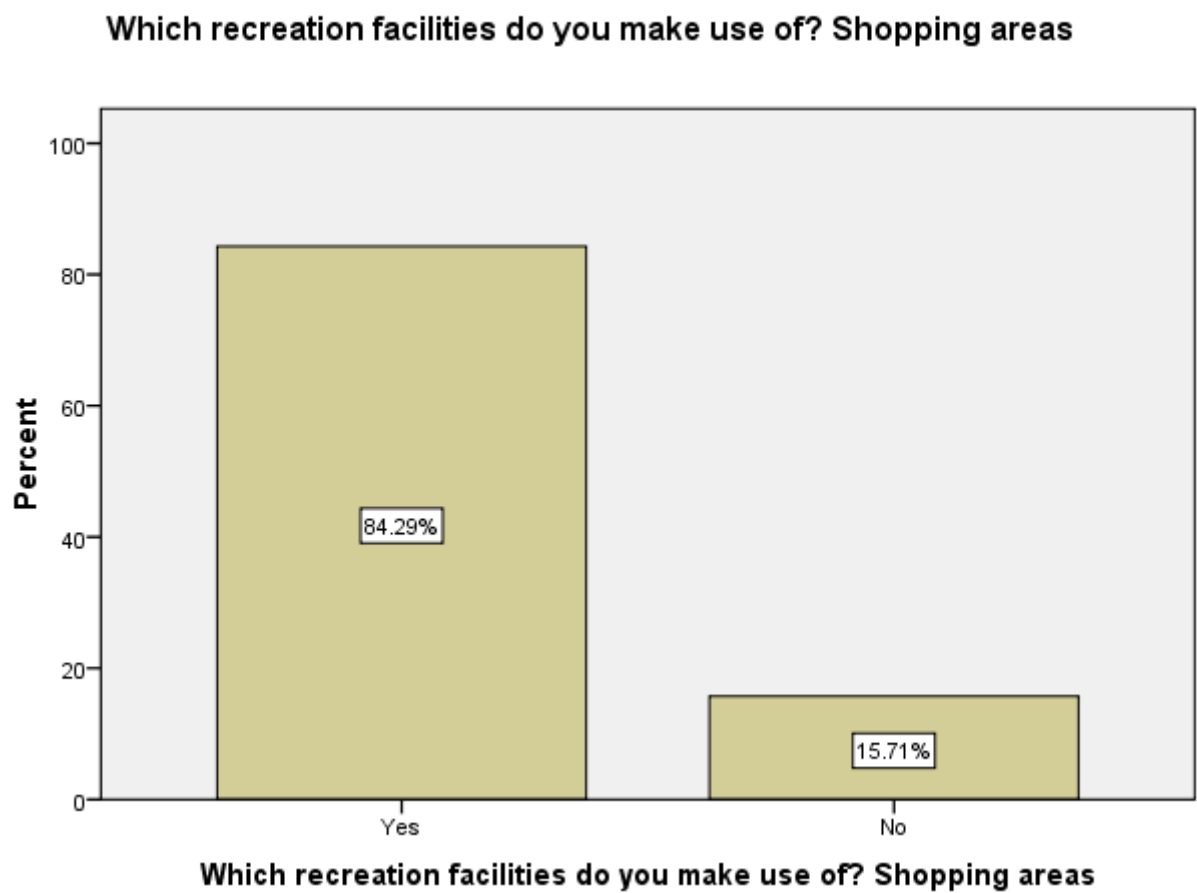 Which recreation facilities do you make use of? Shopping areas
100
80
60
40
20
0
Percent
84.29%
15.71%
Yes
No
Which recreation facilities do you make use of? Shopping areas